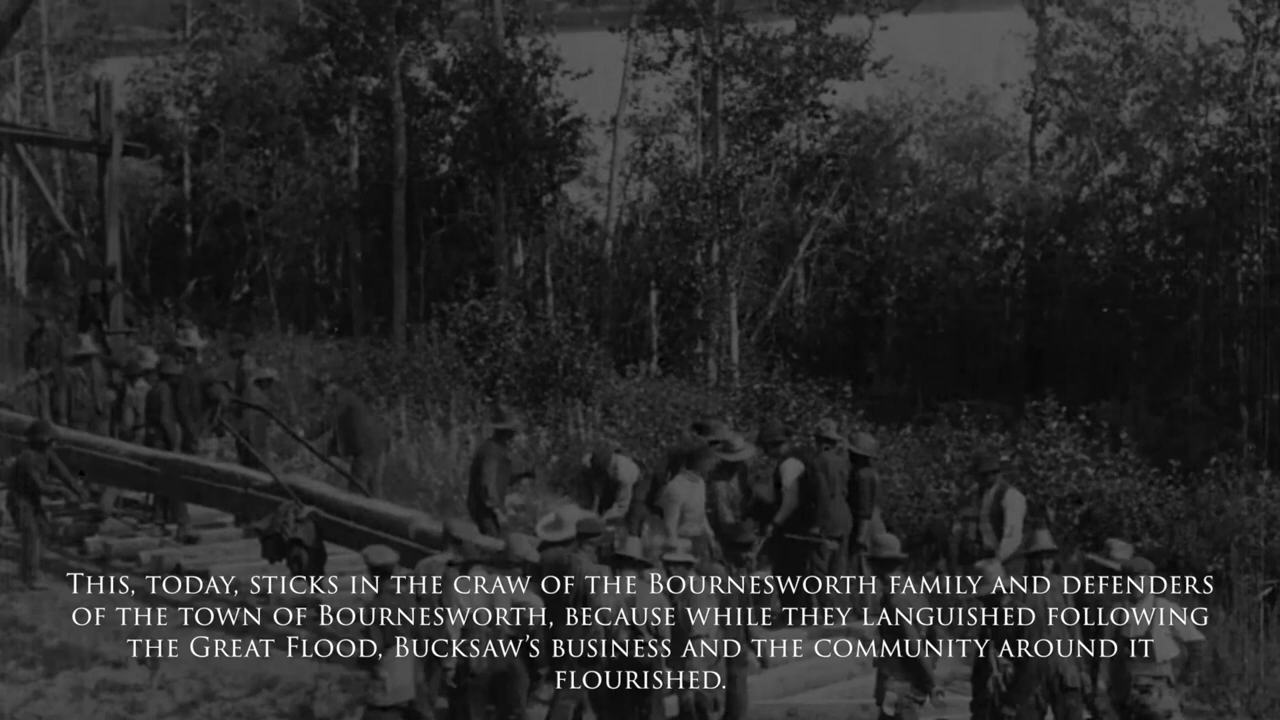 This, today, sticks in the craw of the Bournesworth family and defenders
of the town of Bournesworth, because while they languished following
the Great Flood, Bucksaw’s business and the community around it
flourished.